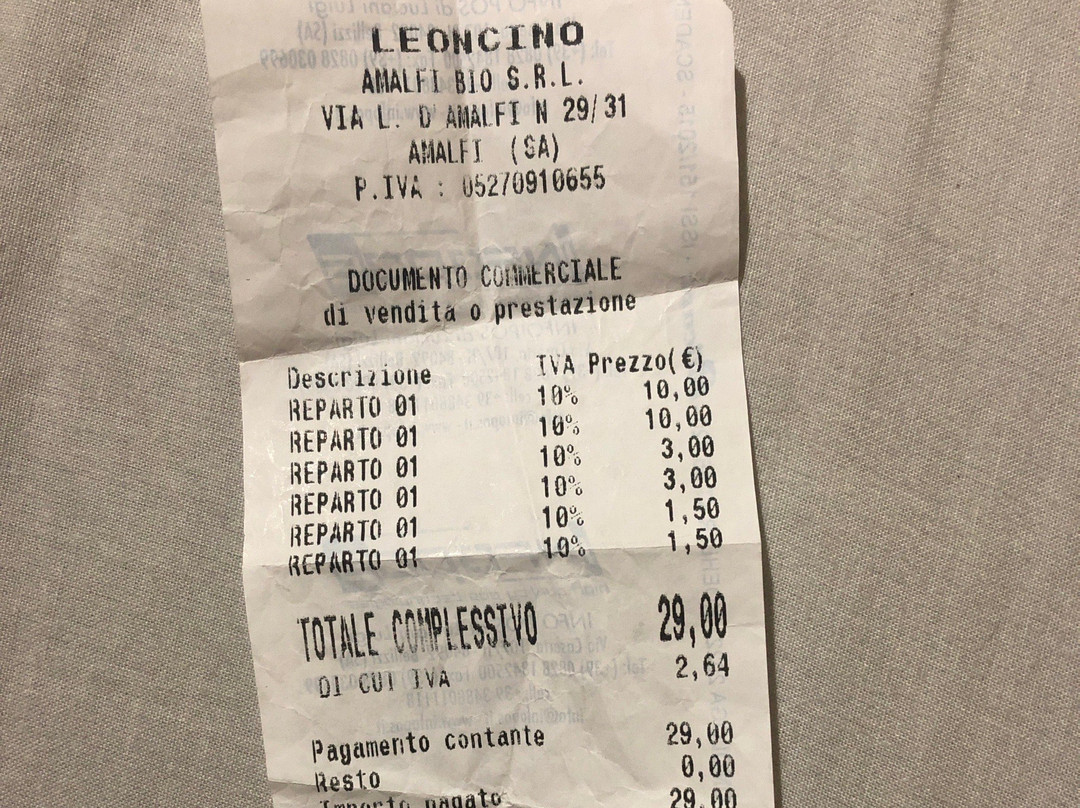 LEONCINO
AMALFI BIO S.R.L.
VIA L. D AMALFI N 29/31
AMALFI (SA)
P.IVA : 05270910655
DOCUMENTO COMMERCIALE
di vendita o prestazione
Descrizione IVA Prezzo(€)
REPARTO 01 10% 10,00
REPARTO 01 10% 10,00
REPARTO 01 10% 3,00
REPARTO 01 10% 3,00
REPARTO 01 10% 1,50
REPARTO 01 10% 1,50
TOTALE COMPLESSIVO 29,00
DI CUI IVA 2,64
Pagamento contante 29,00
Resto 0,00
Importo pagato 29,00